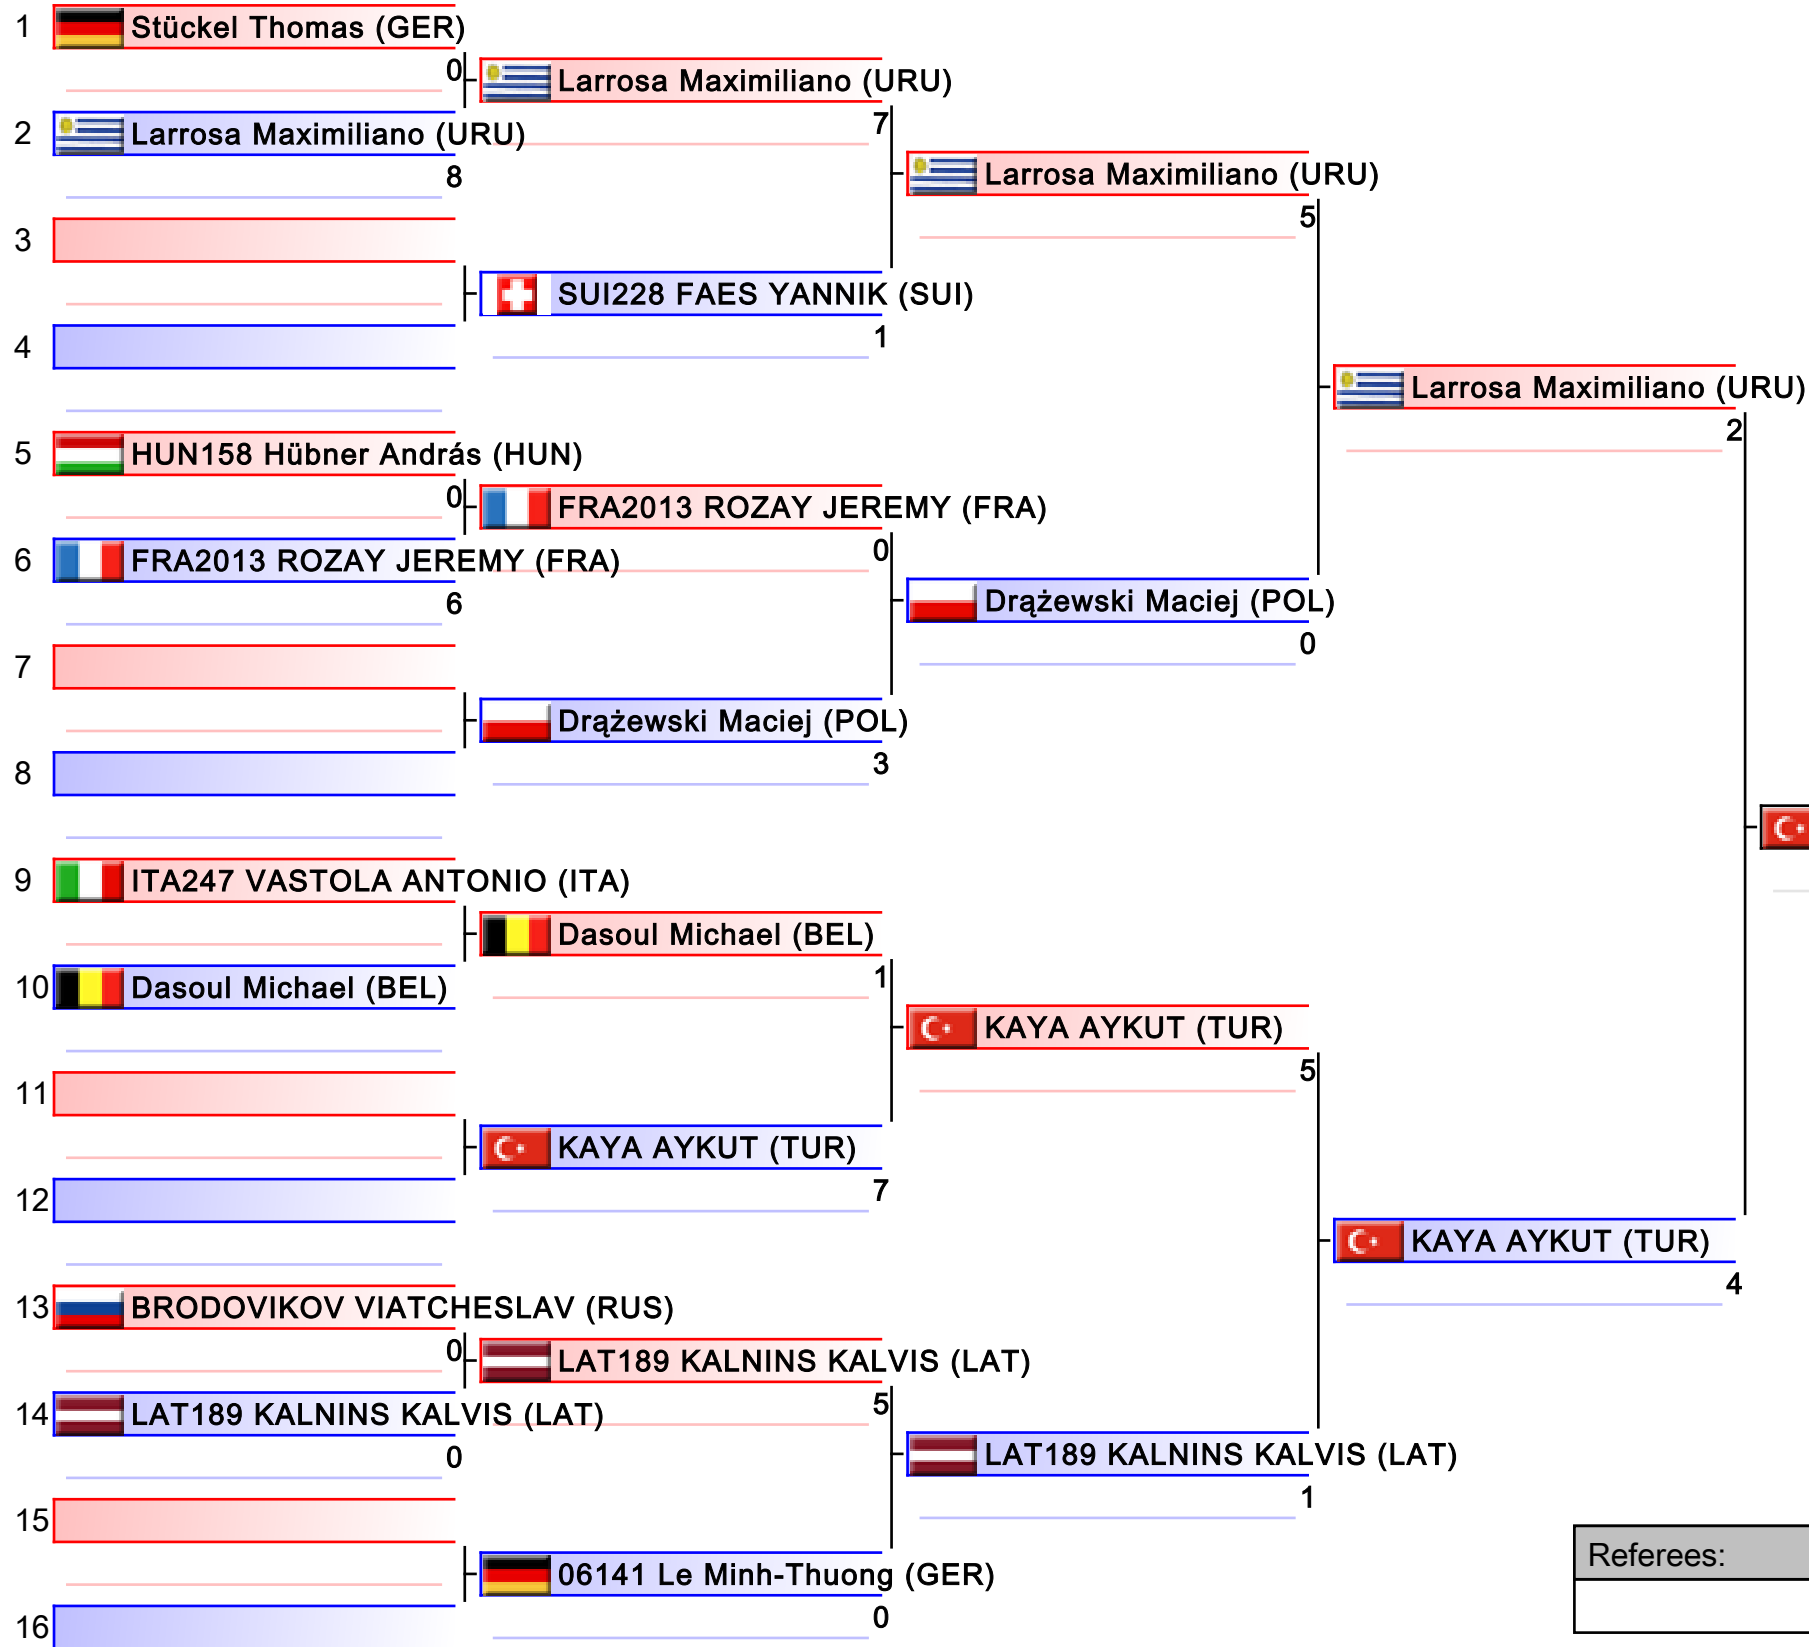 1 Stückel Thomas (GER)
0 Larrosa Maximiliano (URU)
2 Larrosa Maximiliano (URU) 7
8 Larrosa Maximiliano (URU)
3 5
SUI228 FAES YANNIK (SUI)
4 1
Larrosa Maximiliano (URU)
5 HUN158 Hübner András (HUN) 2
0 FRA2013 ROZAY JEREMY (FRA)
6 FRA2013 ROZAY JEREMY (FRA) 0
6 Drążewski Maciej (POL)
7 0
Drążewski Maciej (POL)
8 3
9 ITA247 VASTOLA ANTONIO (ITA)
Dasoul Michael (BEL)
10 Dasoul Michael (BEL) 1
KAYA AYKUT (TUR)
11 5
KAYA AYKUT (TUR)
12 7
KAYA AYKUT (TUR)
13 BRODOVIKOV VIATCHESLAV (RUS) 4
0 LAT189 KALNINS KALVIS (LAT)
14 LAT189 KALNINS KALVIS (LAT) 5
0 LAT189 KALNINS KALVIS (LAT)
15 1
Referees:
06141 Le Minh-Thuong (GER)
16 0